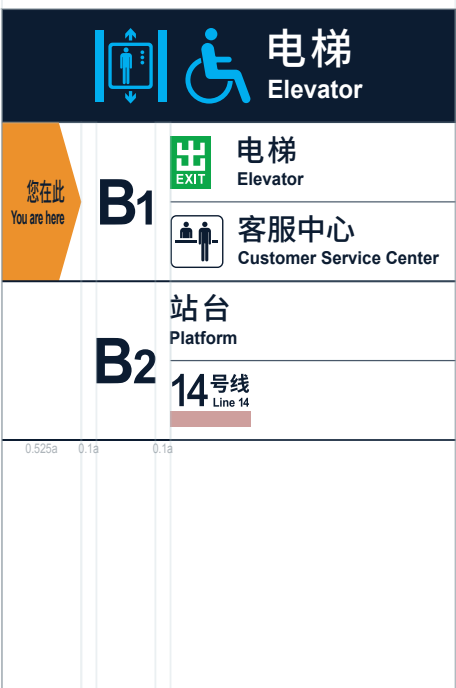 电梯
Elevator
您在此
You are here
B1
出
EXIT
电梯
Elevator
客服中心
Customer Service Center
B2
站台
Platform
14号线
Line 14
0.525a
0.1a
0.1a